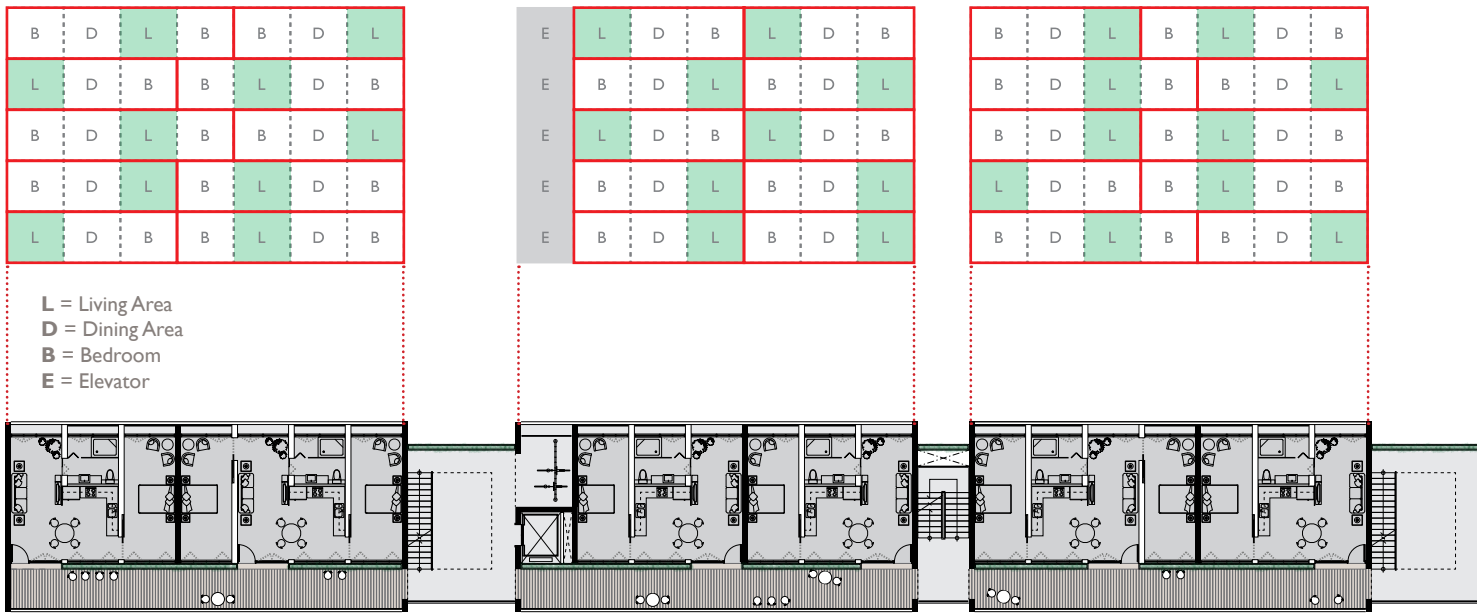 B D L B B D L E L D B L D B B D L B L D B
L D B B L D B E B D L B D L B D L B B D L
B D L B B D L E L D B L D B B D L B L D B
B D L B L D B E B D L B D L L D B B L D B
L D B B L D B E B D L B D L B D L B B D L
L = Living Area
D = Dining Area
B = Bedroom
E = Elevator